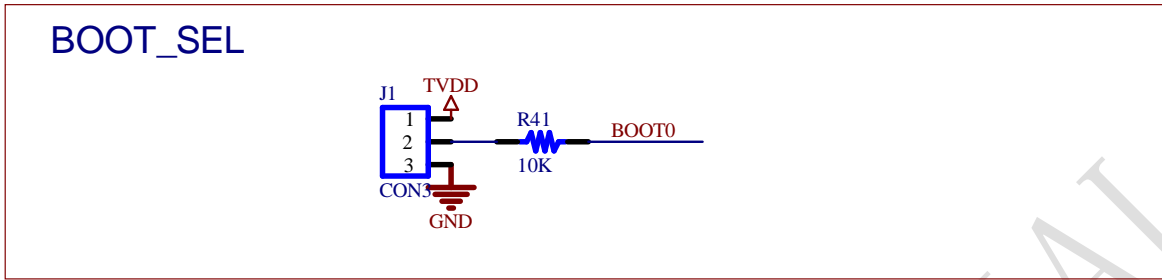 BOOT_SEL
J1
TVDD
1
2
3
CON3
GND
R41
10K
BOOT0